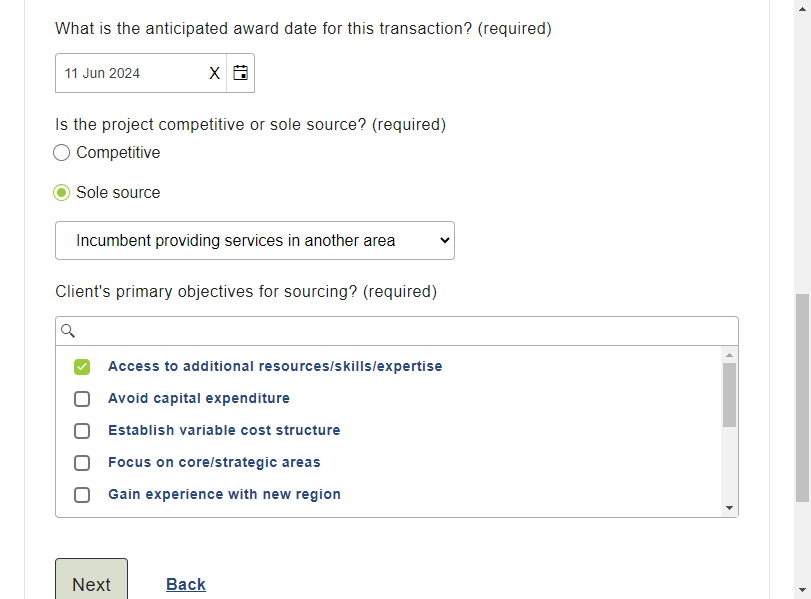 What is the anticipated award date for this transaction? (required)
11 Jun 2024 X
Is the project competitive or sole source? (required)
Competitive
Sole source
Incumbent providing services in another area
Client's primary objectives for sourcing? (required)
Access to additional resources/skills/expertise
Avoid capital expenditure
Establish variable cost structure
Focus on core/strategic areas
Gain experience with new region
Next Back